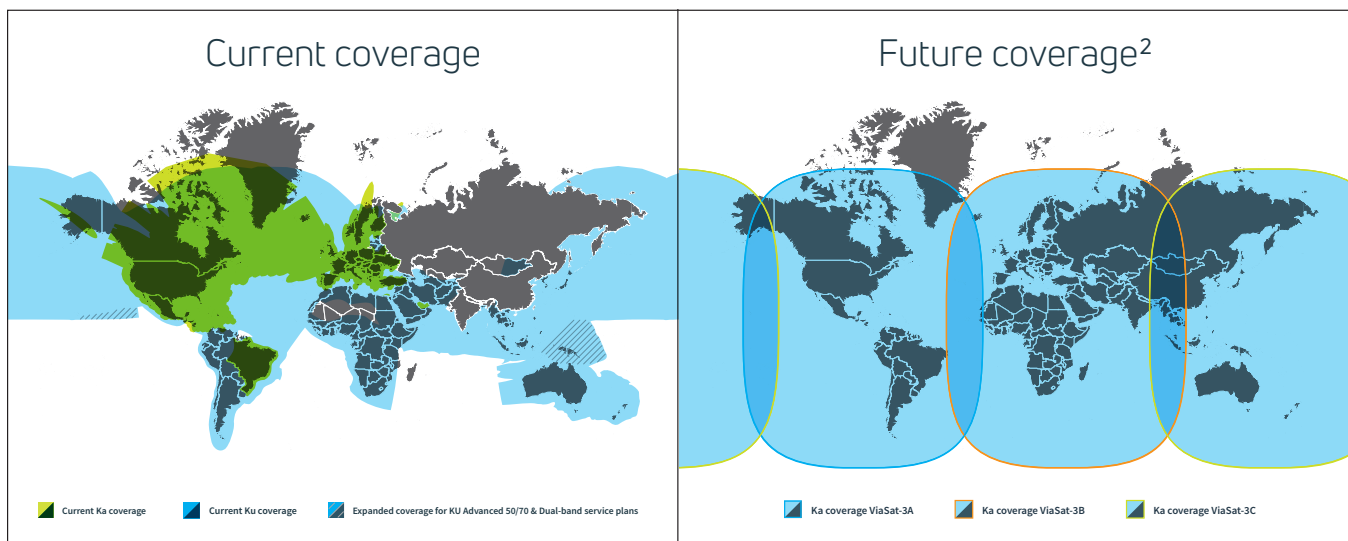 Current coverage
Current Ka coverage
Current Ku coverage
Expanded coverage for KU Advanced 50/70 & Dual-band service plans
Future coverage²
Ka coverage ViaSat-3A
Ka coverage ViaSat-3B
Ka coverage ViaSat-3C